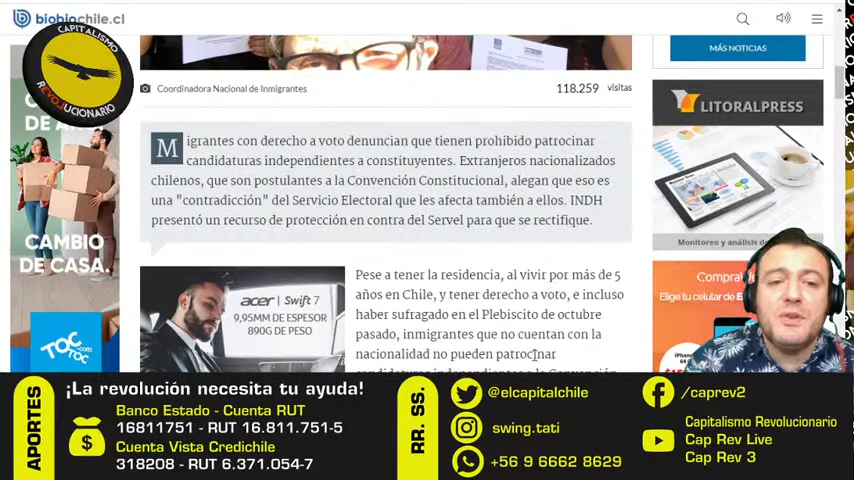 biobiochile.cl
CAPITALISMO
REVOLUCIONARIO
Coordinadora Nacional de Inmigrantes
118.259 visitas
Migrantes con derecho a voto denuncian que tienen prohibido patrocinar
candidaturas independientes a constituyentes. Extranjeros nacionalizados
chilenos, que son postulantes a la Convención Constitucional, alegan que eso es
una "contradicción" del Servicio Electoral que les afecta también a ellos. INDH
presentó un recurso de protección en contra del Servel para que se rectifique.
acer | Swift 7
9,95MM DE ESPESOR
890G DE PESO
Pese a tener la residencia, al vivir por más de 5
años en Chile, y tener derecho a voto, e incluso
haber sufragado en el Plebiscito de octubre
pasado, inmigrantes que no cuentan con la
nacionalidad no pueden patrocinar
candidaturas independientes a la Convención
CAMBIO
DE CASA.
TOC
TOC
.com
MÁS NOTICIAS
LITORALPRESS
Monitoreo y análisis
Elige tu celular de
iPhone
APORTES
¡La revolución necesita tu ayuda!
Banco Estado - Cuenta RUT
16811751 - RUT 16.811.751-5
Cuenta Vista Credichile
318208 - RUT 6.371.054-7
RR. SS.
@elcapitalchile
swing.tati
+56 9 6662 8629
/caprev2
Capitalismo Revolucionario
Cap Rev Live
Cap Rev 3